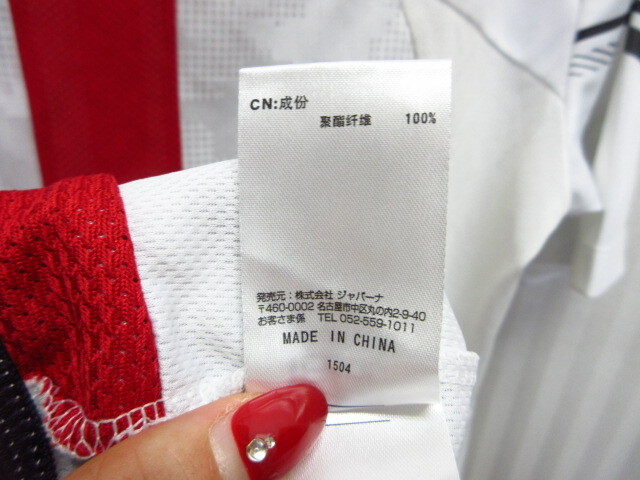 CN:成份
聚酯纤维 100%
発売元:株式会社 ジャパーナ
〒460-0002 名古屋市中区丸の内2-9-40
お客さま係 TEL 052-559-1011
MADE IN CHINA
1504